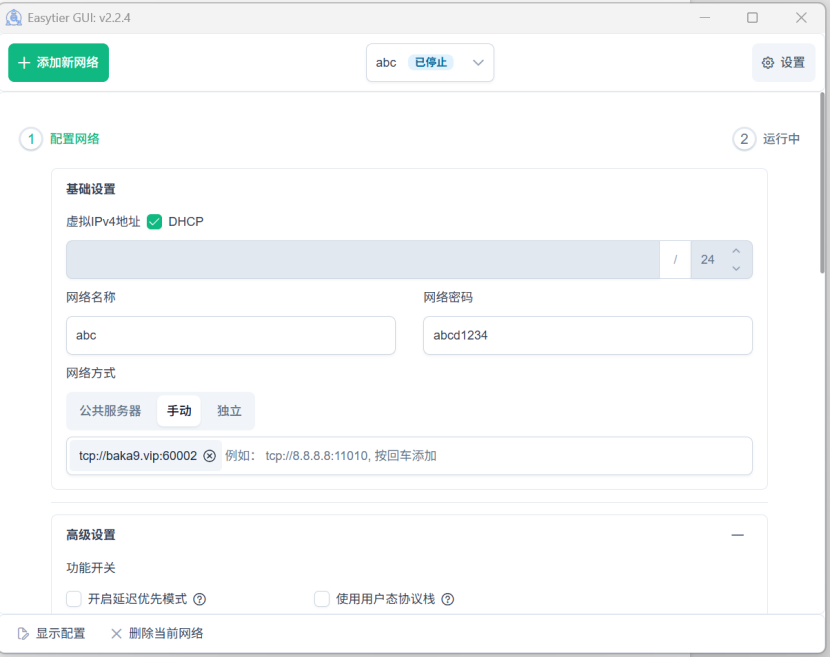 Easytier GUI: v2.2.4
添加新网络
abc 已停止
设置
1 配置网络
2 运行中
基础设置
虚拟IPv4地址 DHCP
/ 24
网络名称
网络密码
abc
abcd1234
网络方式
公共服务器 手动 独立
tcp://baka9.vip:60002 例如： tcp://8.8.8.8:11010, 按回车添加
高级设置
功能开关
开启延迟优先模式 ?
使用用户态协议栈 ?
显示配置
删除当前网络